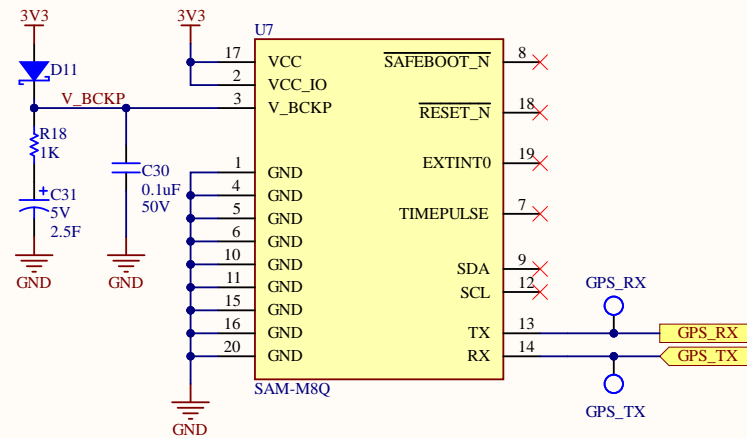 3V3
3V3
U7
D11
V_BCKP
R18
1K
C31
5V
2.5F
+
C30
0.1uF
50V
GND
GND
GND
17 VCC
2 VCC_IO
3 V_BCKP
1 GND
4 GND
5 GND
6 GND
10 GND
11 GND
15 GND
16 GND
20 GND
SAFEBOOT_N 8
RESET_N 18
EXTINT0 19
TIMEPULSE 7
SDA 9
SCL 12
TX 13
RX 14
SAM-M8Q
GPS_RX
GPS_RX
GPS_TX
GPS_TX